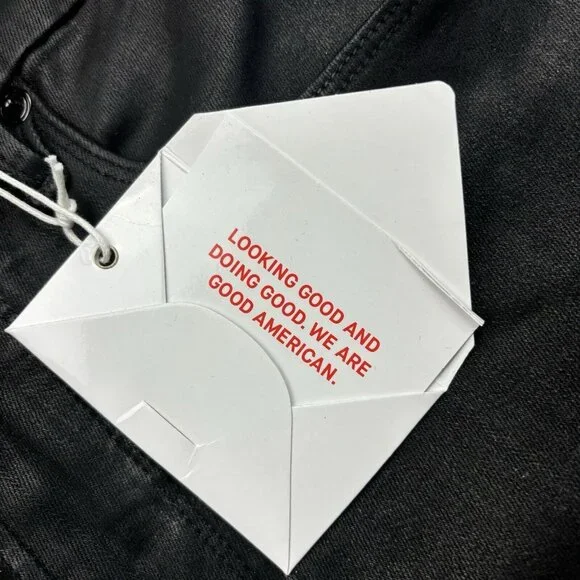 LOOKING GOOD AND
DOING GOOD. WE ARE
GOOD AMERICAN.